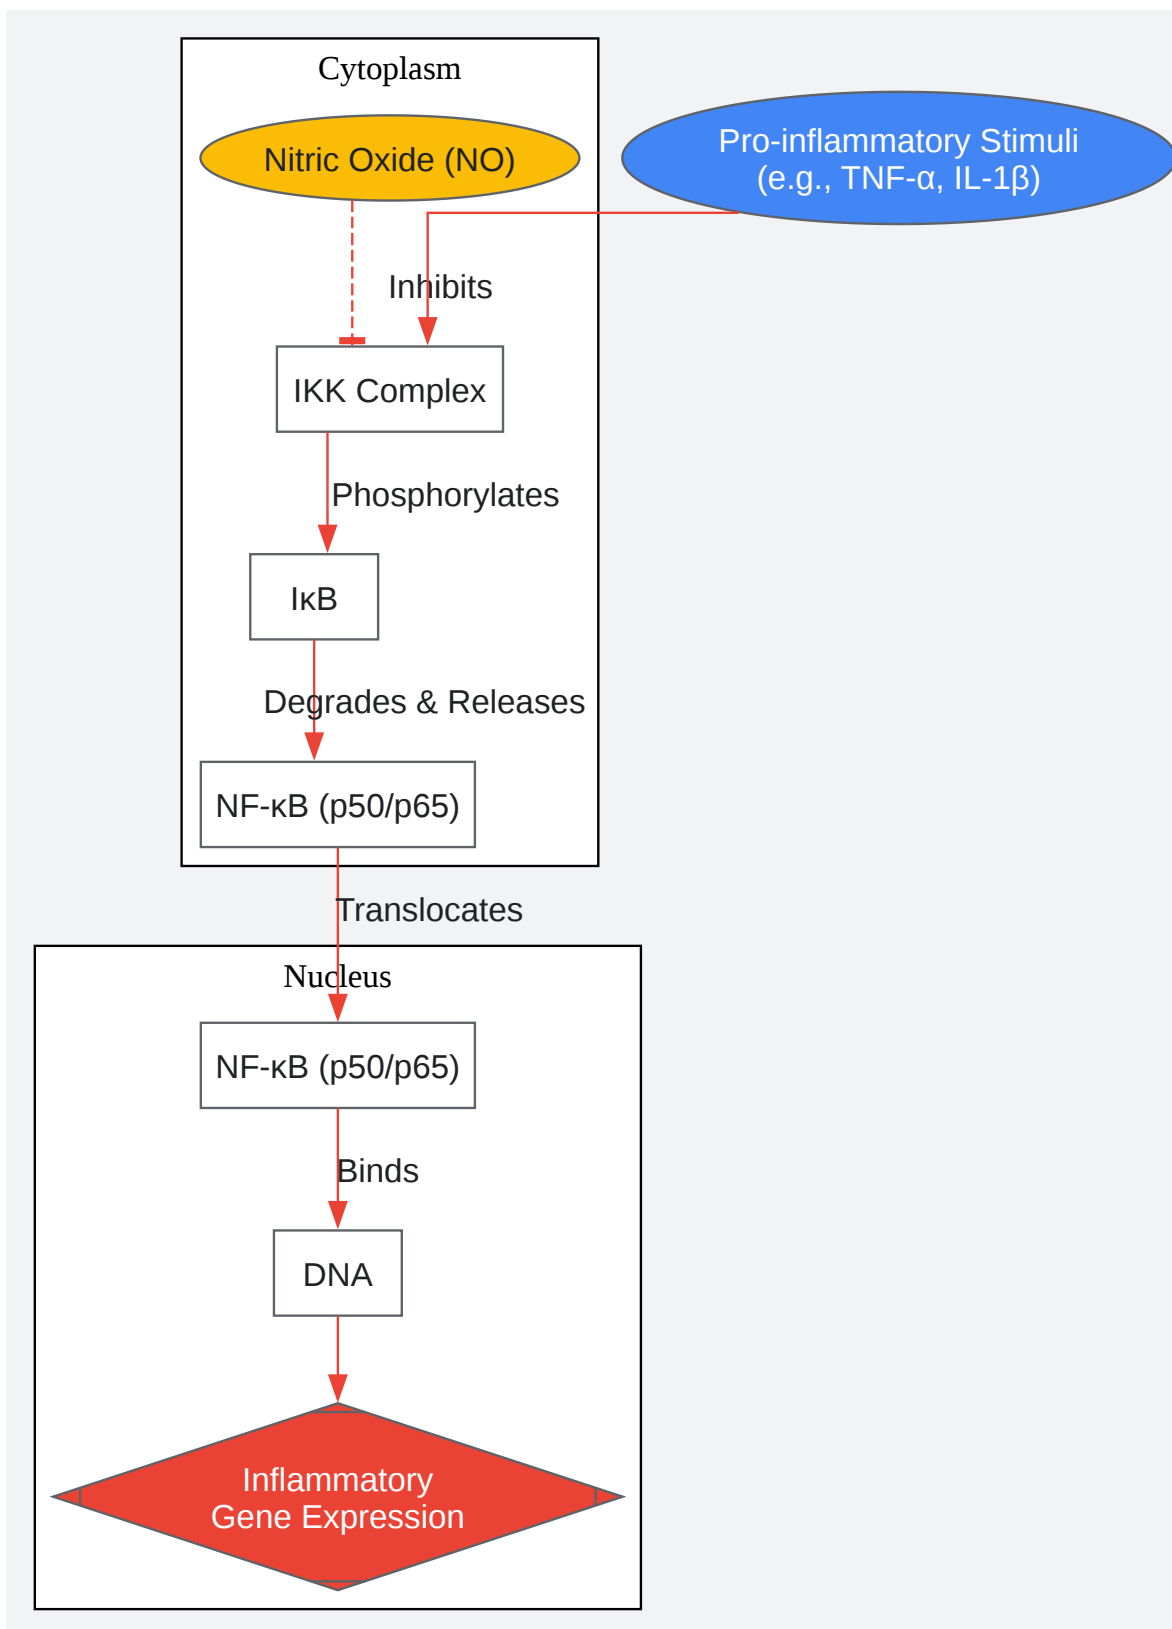 Cytoplasm
Nitric Oxide (NO)
Pro-inflammatory Stimuli
(e.g., TNF-α, IL-1β)
Inhibits
IKK Complex
Phosphorylates
IκB
Degrades & Releases
NF-κB (p50/p65)
Translocates
Nucleus
NF-κB (p50/p65)
Binds
DNA
Inflammatory
Gene Expression